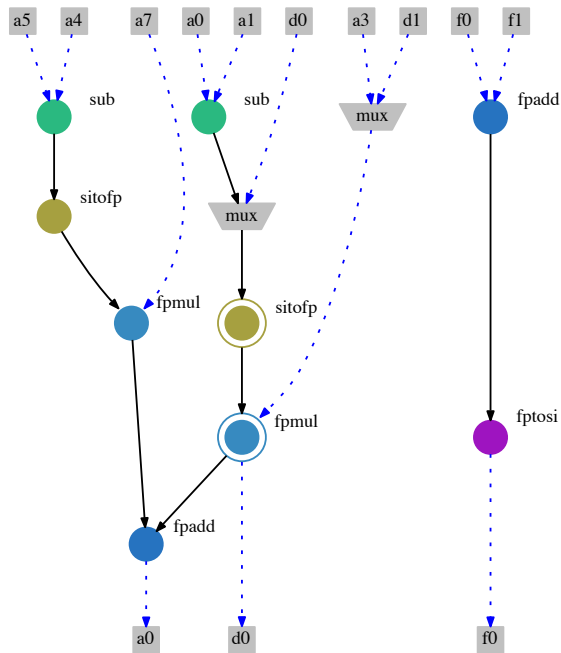 a5 a4 a7 a0 a1 d0 a3 d1 f0 f1
sub sub mux fpadd
sitofp mux
fpmul sitofp
fpmul fptosi
fpadd
a0 d0 f0